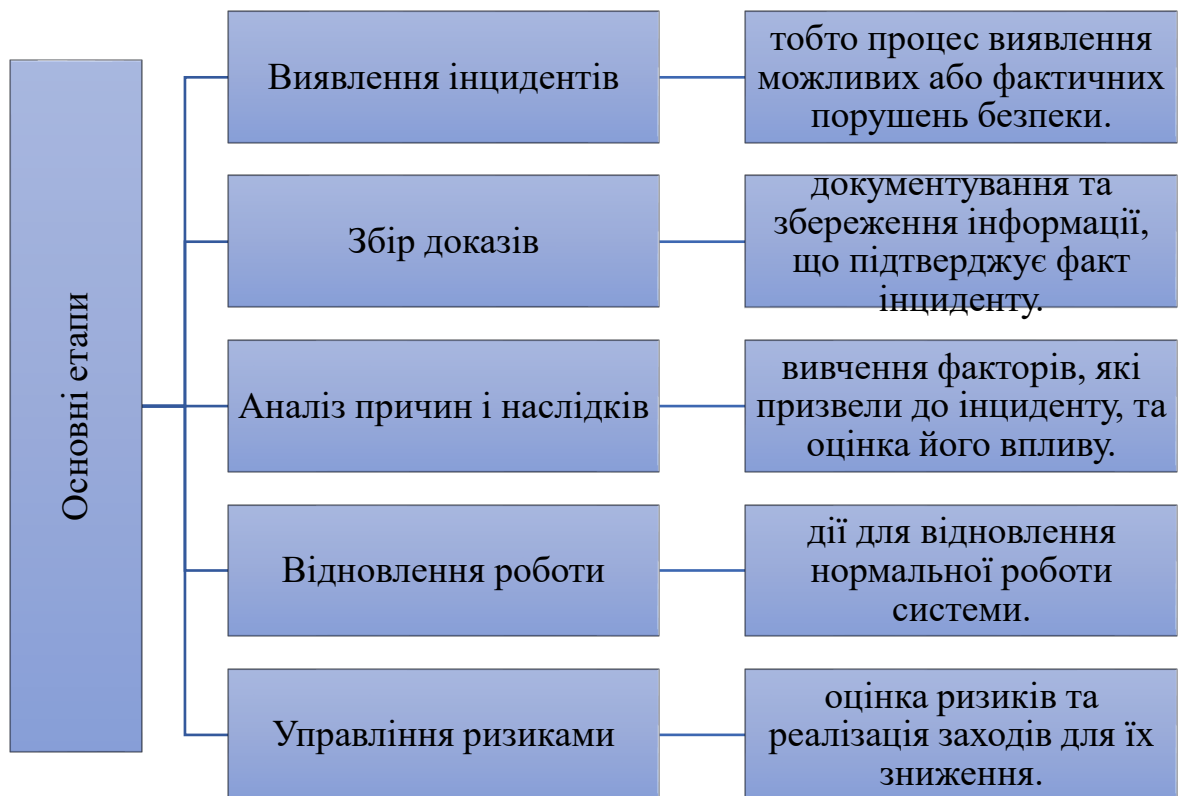 Основні етапи
Виявлення інцидентів
тобто процес виявлення
можливих або фактичних
порушень безпеки.
Збір доказів
документування та
збереження інформації,
що підтверджує факт
інциденту.
Аналіз причин і наслідків
вивчення факторів, які
призвели до інциденту, та
оцінка його впливу.
Відновлення роботи
дії для відновлення
нормальної роботи
системи.
Управління ризиками
оцінка ризиків та
реалізація заходів для їх
зниження.